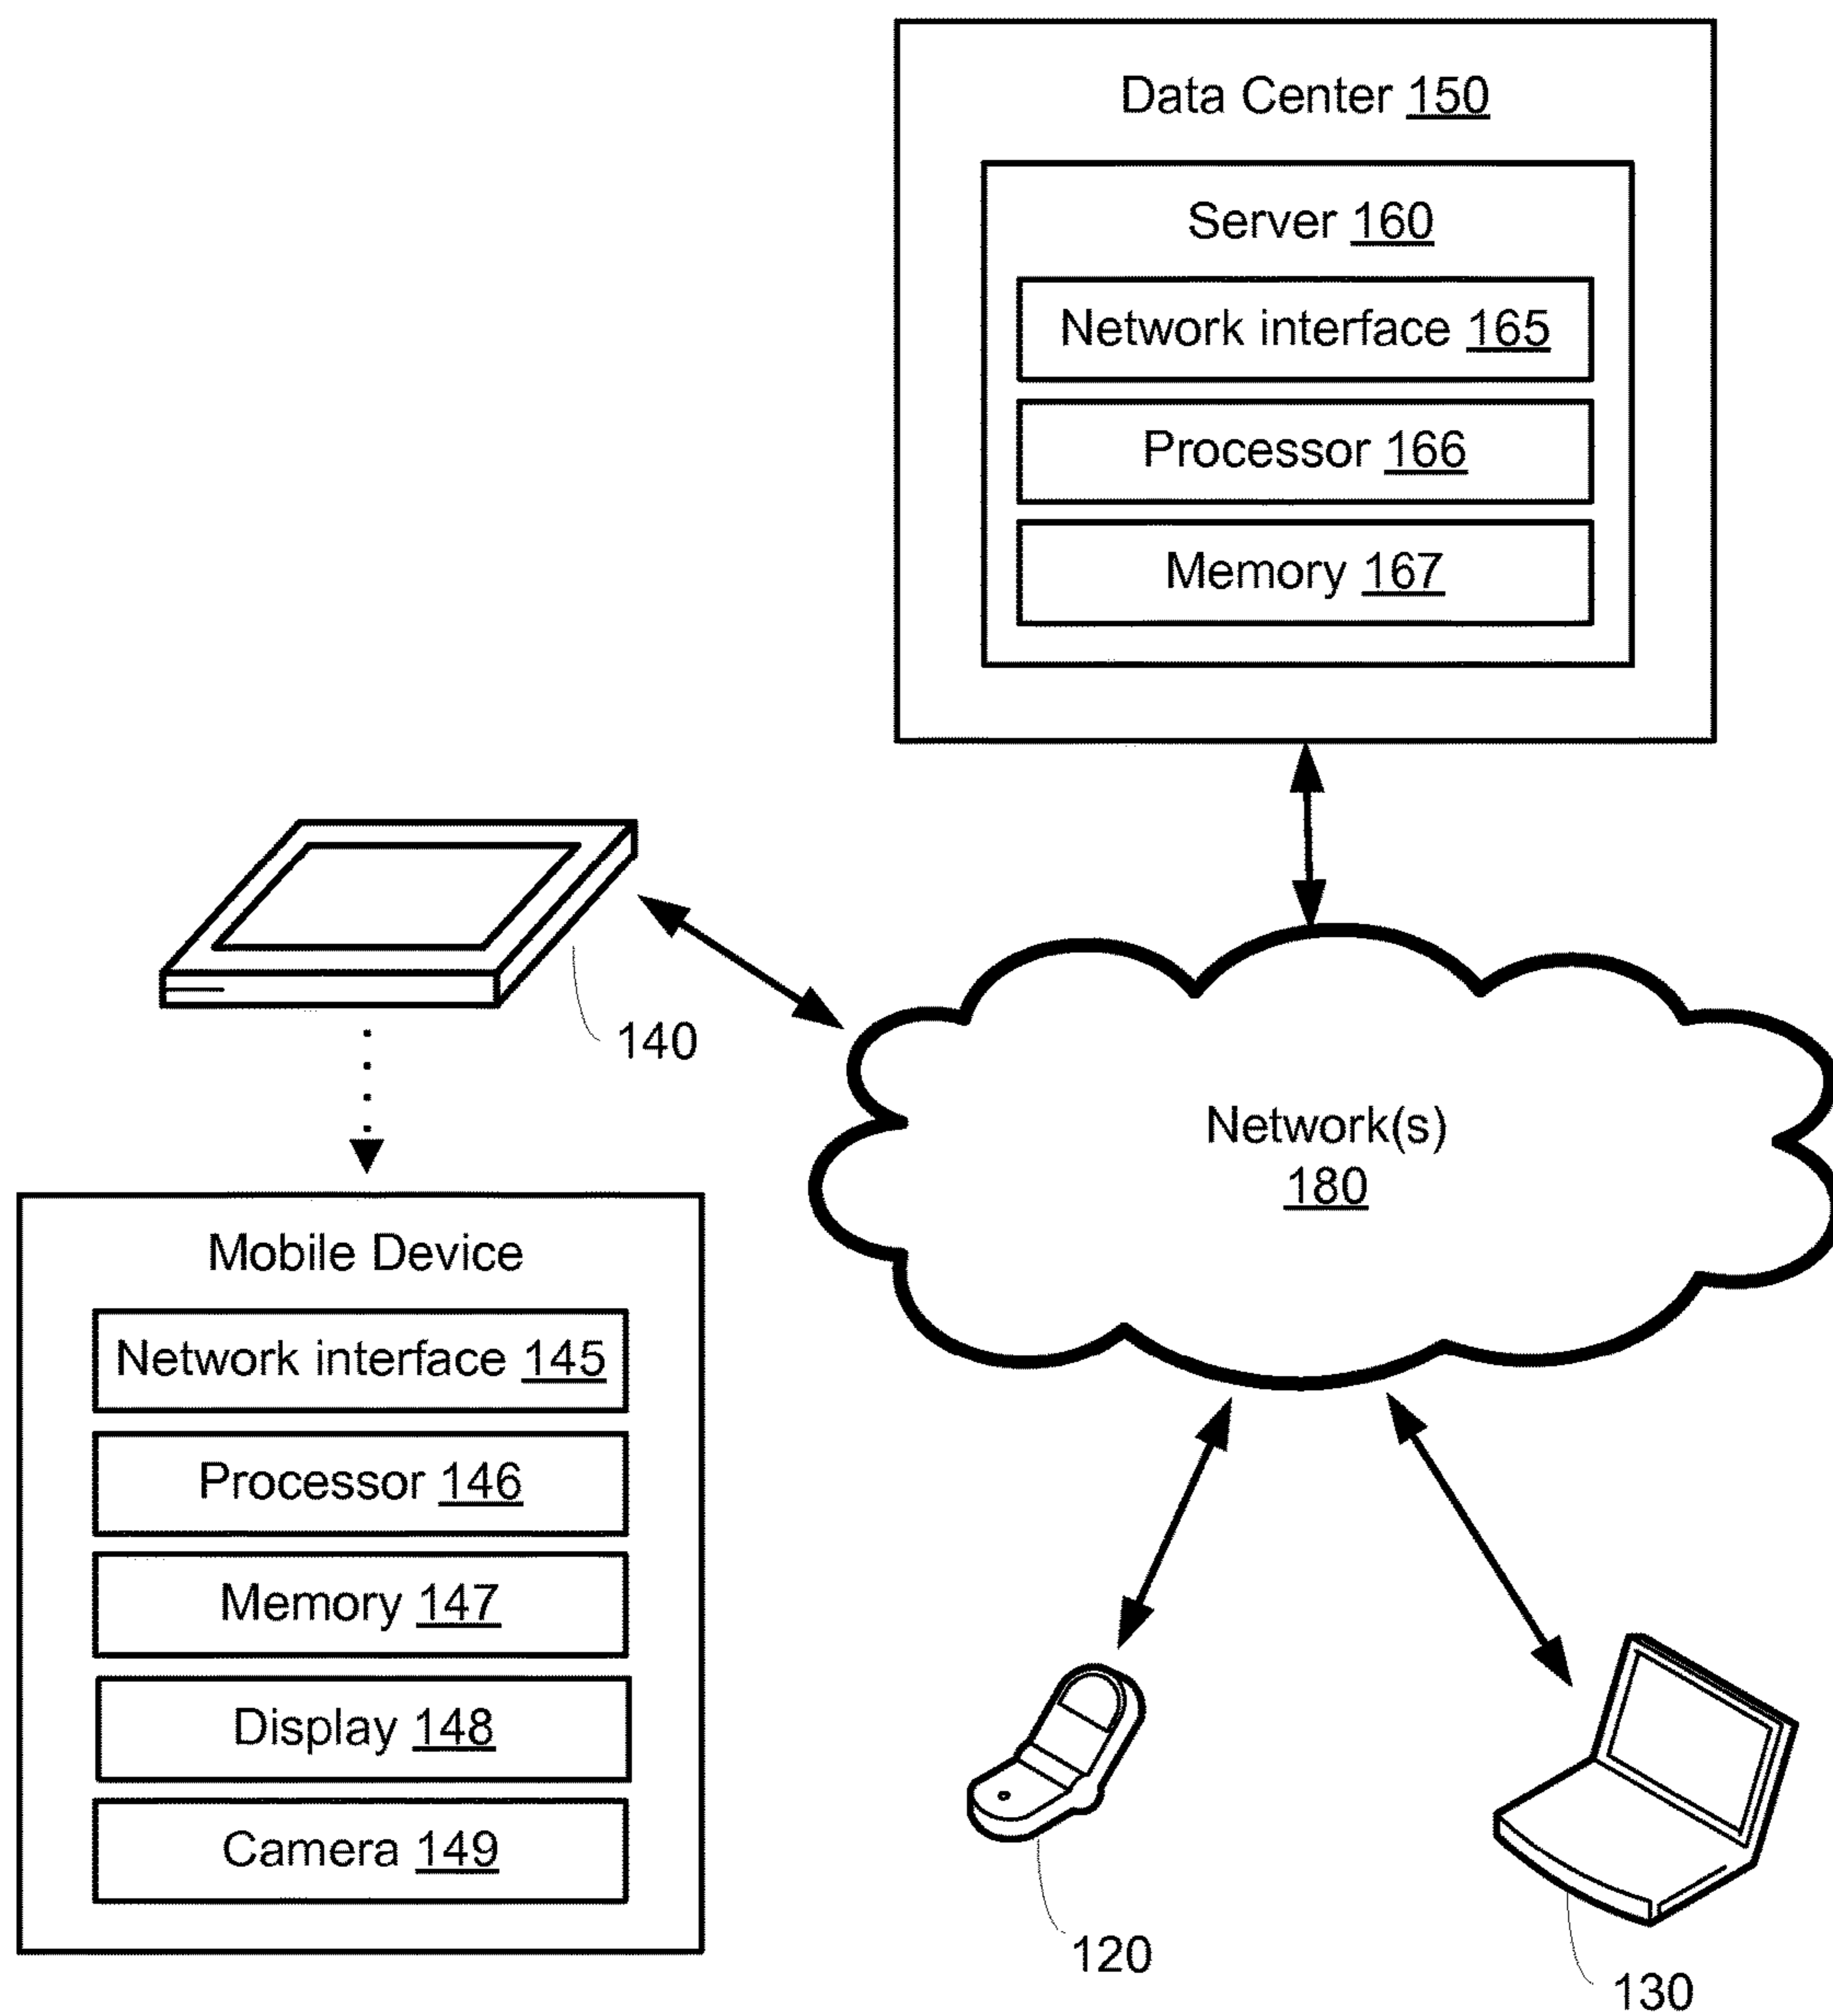 Data Center 150
Server 160
Network interface 165
Processor 166
Memory 167
140
Network(s)
180
Mobile Device
Network interface 145
Processor 146
Memory 147
Display 148
Camera 149
120
130